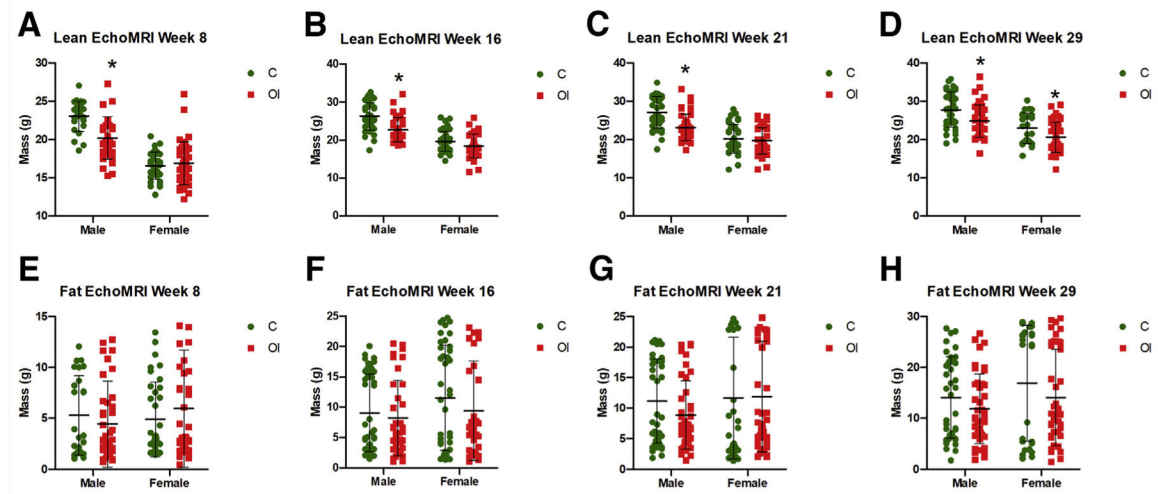 A
Lean EchoMRI Week 8
Mass (g)
30
25
20
15
10
*
Male
Female
C
OI
B
Lean EchoMRI Week 16
Mass (g)
40
30
20
10
0
*
Male
Female
C
OI
C
Lean EchoMRI Week 21
Mass (g)
40
30
20
10
0
*
Male
Female
C
OI
D
Lean EchoMRI Week 29
Mass (g)
40
30
20
10
0
*
*
Male
Female
C
OI
E
Fat EchoMRI Week 8
Mass (g)
15
10
5
0
Male
Female
C
OI
F
Fat EchoMRI Week 16
Mass (g)
25
20
15
10
5
0
Male
Female
C
OI
G
Fat EchoMRI Week 21
Mass (g)
25
20
15
10
5
0
Male
Female
C
OI
H
Fat EchoMRI Week 29
Mass (g)
30
20
10
0
Male
Female
C
OI